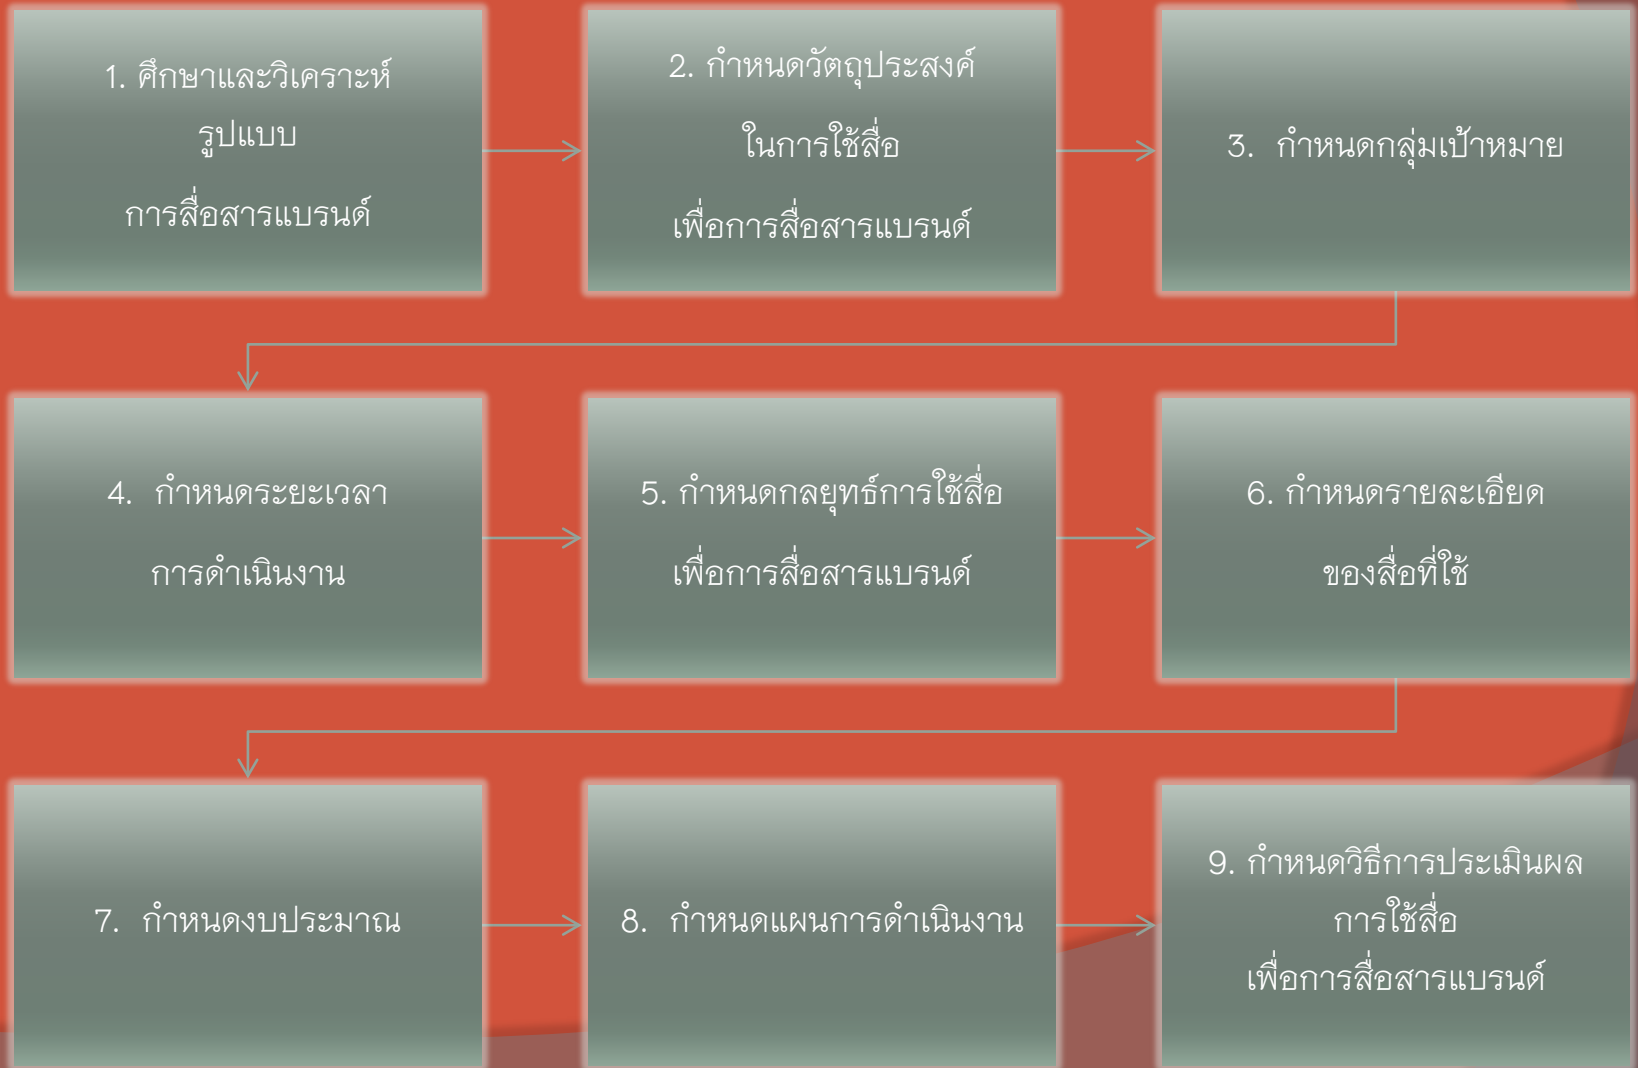 1. ศึกษาและวิเคราะห์
รูปแบบ
การสื่อสารแบรนด์
2. กำหนดวัตถุประสงค์
ในการใช้สื่อ
เพื่อการสื่อสารแบรนด์
3. กำหนดกลุ่มเป้าหมาย
4. กำหนดระยะเวลา
การดำเนินงาน
5. กำหนดกลยุทธ์การใช้สื่อ
เพื่อการสื่อสารแบรนด์
6. กำหนดรายละเอียด
ของสื่อที่ใช้
7. กำหนดงบประมาณ
8. กำหนดแผนการดำเนินงาน
9. กำหนดวิธีการประเมินผล
การใช้สื่อ
เพื่อการสื่อสารแบรนด์